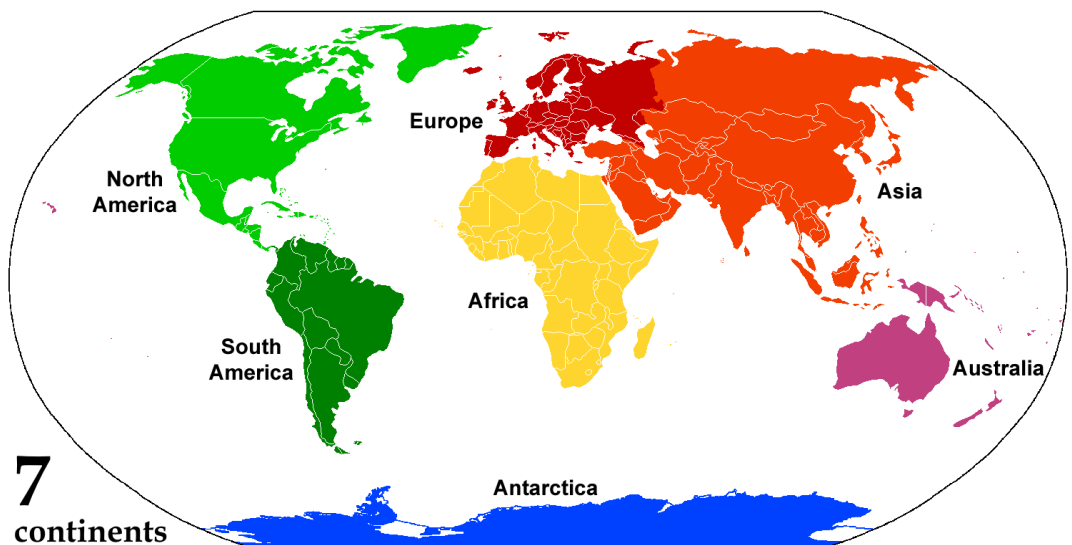 Europe
North
America
Asia
Africa
South
America
Australia
Antarctica
7
continents